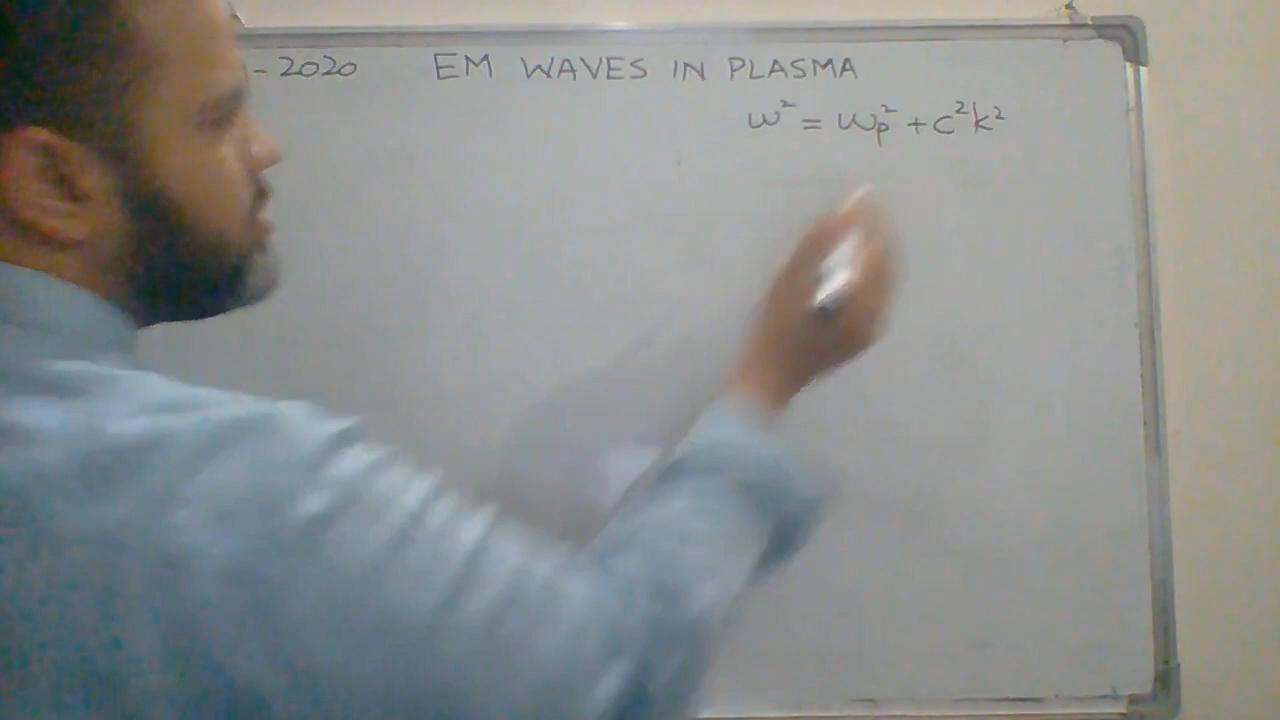 -2020 EM WAVES IN PLASMA
ω² = ωₚ² + c²k²